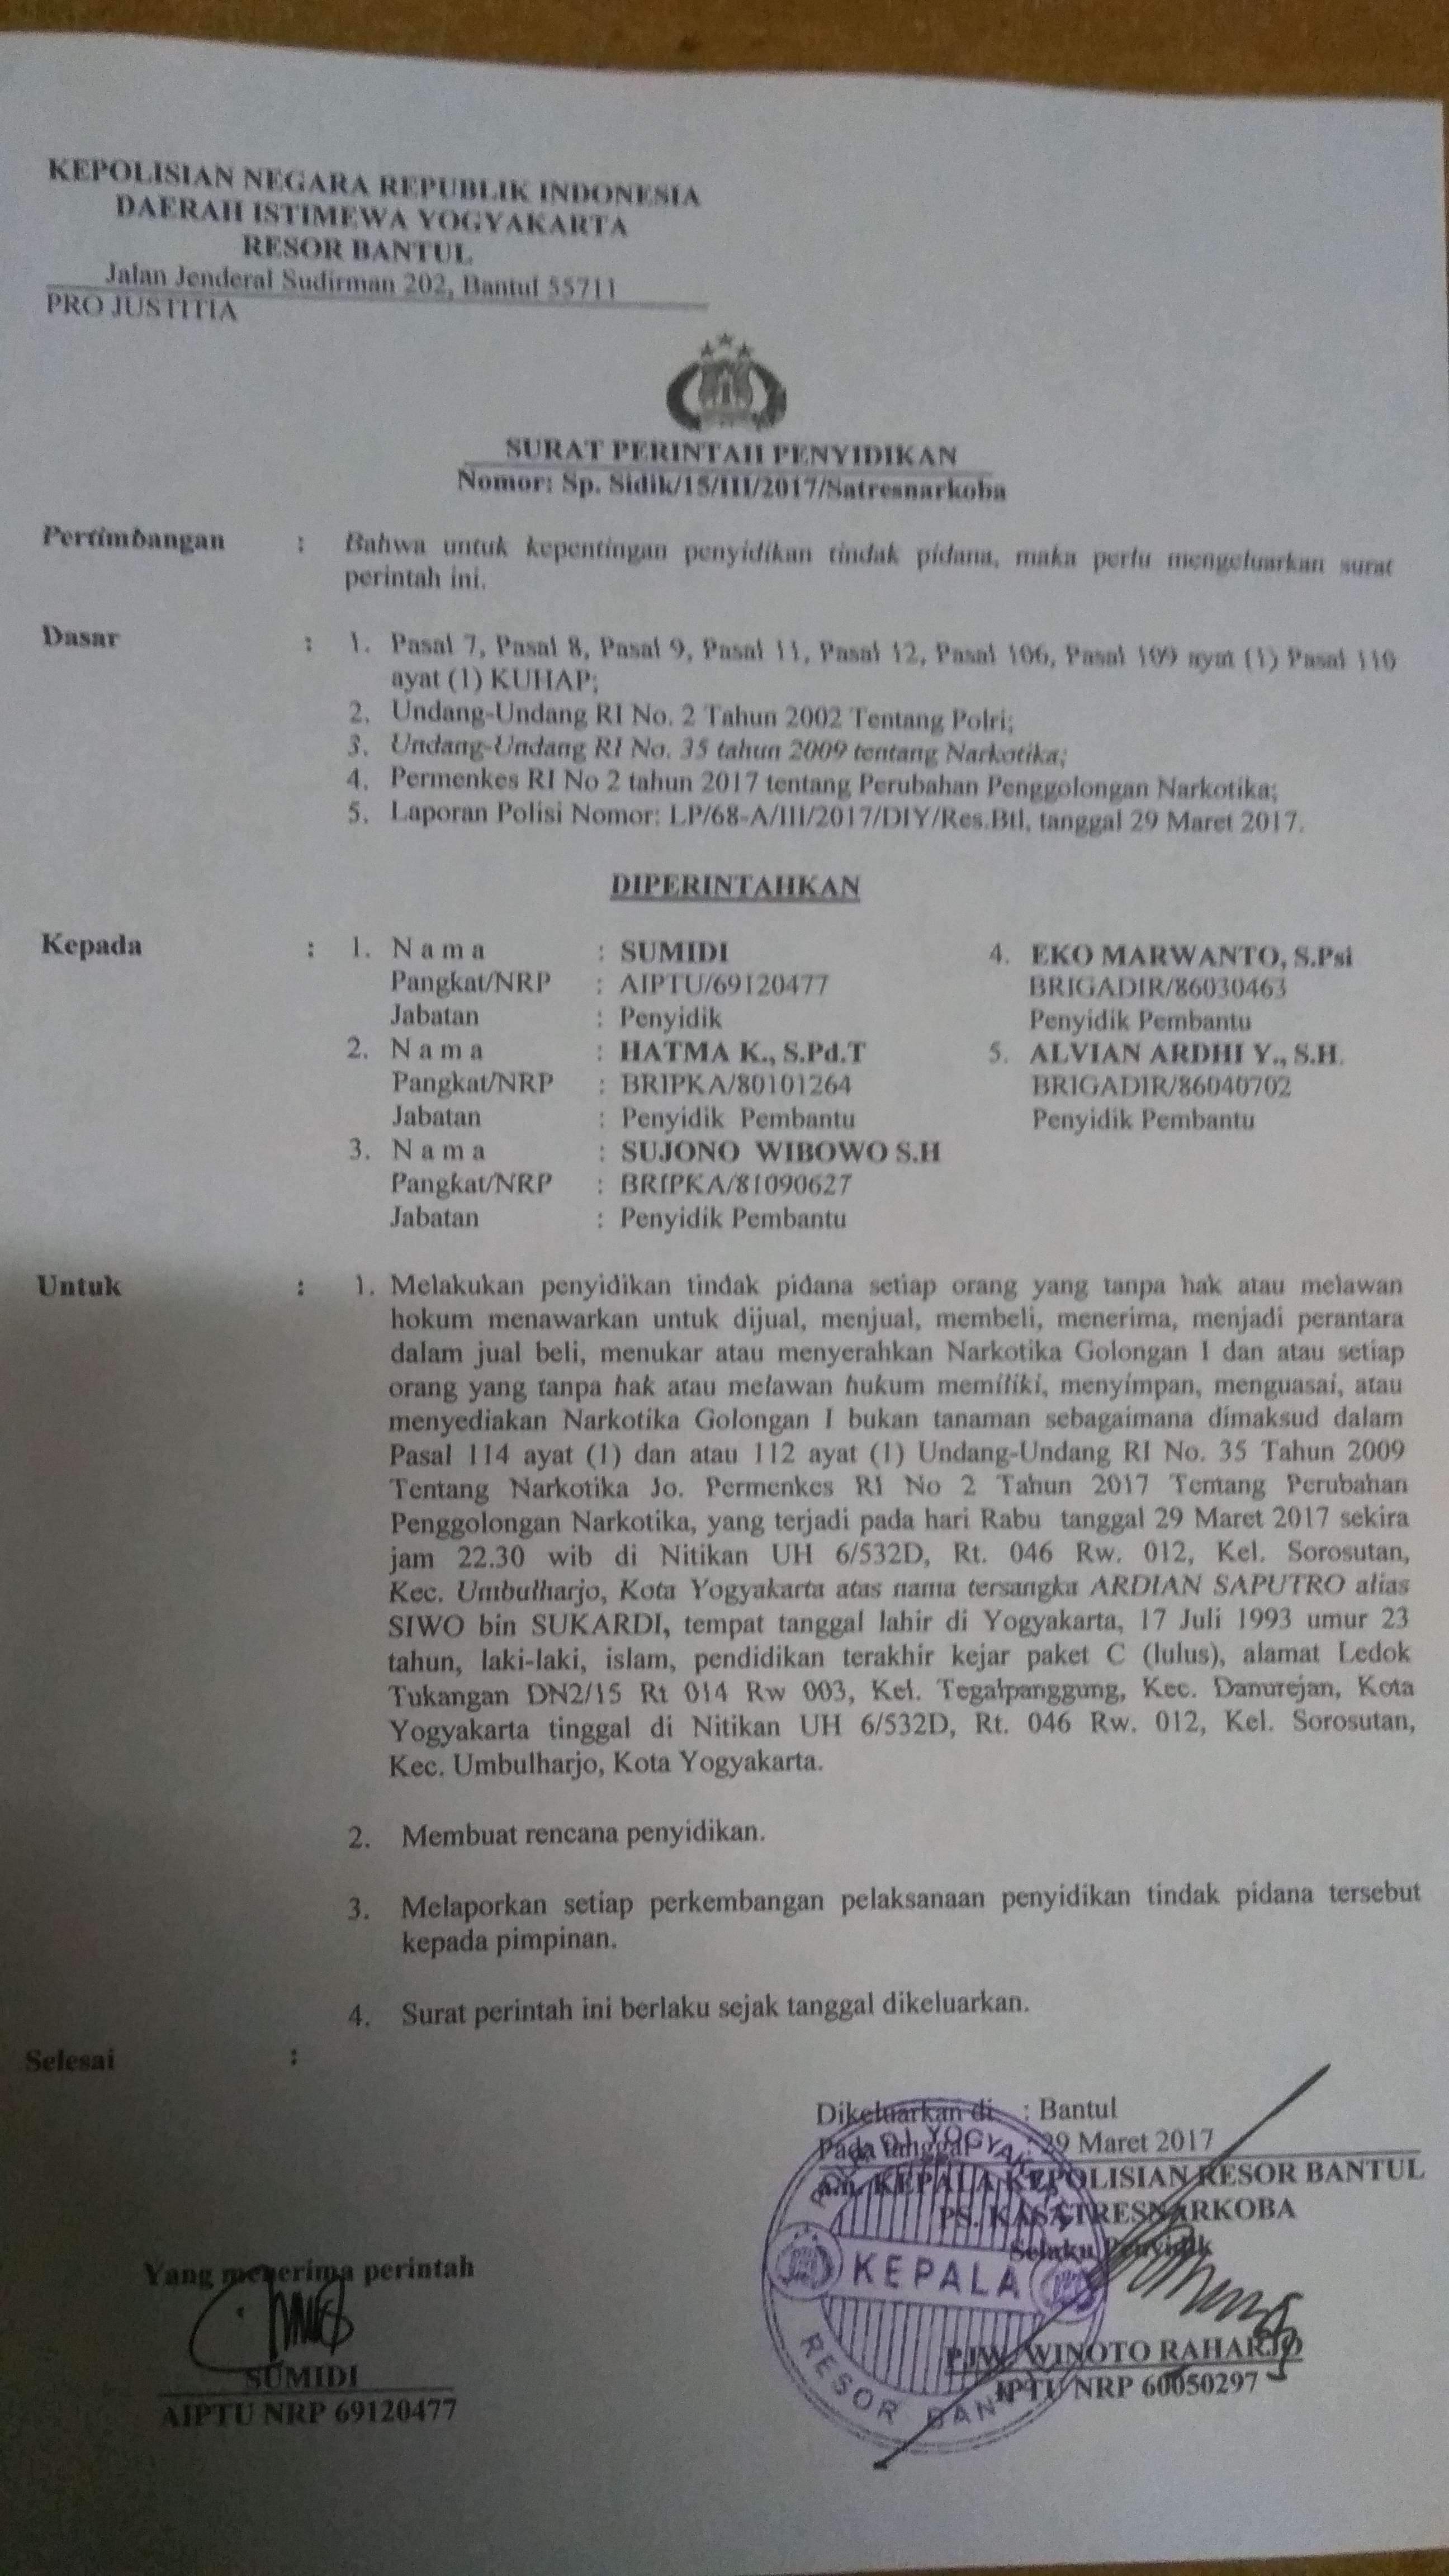 KEPOLISIAN NEGARA REPUBLIK INDONESIA
DAERAH ISTIMEWA YOGYAKARTA
RESOR BANTUL
Jalan Jenderal Sudirman 202, Bantul 55711
PRO JUSTITIA
SURAT PERINTAH PENYIDIKAN
Nomor: Sp. Sidik/15/III/2017/Satresnarkoba
Pertimbangan : Bahwa untuk kepentingan penyidikan tindak pidana, maka perlu mengeluarkan surat
perintah ini.
Dasar : 1. Pasal 7, Pasal 8, Pasal 9, Pasal 11, Pasal 12, Pasal 106, Pasal 109 ayat (1) Pasal 110
ayat (1) KUHAP;
2. Undang-Undang RI No. 2 Tahun 2002 Tentang Polri;
3. Undang-Undang RI No. 35 tahun 2009 tentang Narkotika;
4. Permenkes RI No 2 tahun 2017 tentang Perubahan Penggolongan Narkotika;
5. Laporan Polisi Nomor: LP/68-A/III/2017/DIY/Res.Btl, tanggal 29 Maret 2017.
DIPERINTAHKAN
Kepada : 1. N a m a : SUMIDI 4. EKO MARWANTO, S.Psi
Pangkat/NRP : AIPTU/69120477 BRIGADIR/86030463
Jabatan : Penyidik Penyidik Pembantu
2. N a m a : HATMA K., S.Pd.T 5. ALVIAN ARDHI Y., S.H.
Pangkat/NRP : BRIPKA/80101264 BRIGADIR/86040702
Jabatan : Penyidik Pembantu Penyidik Pembantu
3. N a m a : SUJONO WIBOWO S.H
Pangkat/NRP : BRIPKA/81090627
Jabatan : Penyidik Pembantu
Untuk : 1. Melakukan penyidikan tindak pidana setiap orang yang tanpa hak atau melawan
hokum menawarkan untuk dijual, menjual, membeli, menerima, menjadi perantara
dalam jual beli, menukar atau menyerahkan Narkotika Golongan I dan atau setiap
orang yang tanpa hak atau melawan hukum memiliki, menyimpan, menguasai, atau
menyediakan Narkotika Golongan I bukan tanaman sebagaimana dimaksud dalam
Pasal 114 ayat (1) dan atau 112 ayat (1) Undang-Undang RI No. 35 Tahun 2009
Tentang Narkotika Jo. Permenkes RI No 2 Tahun 2017 Tentang Perubahan
Penggolongan Narkotika, yang terjadi pada hari Rabu tanggal 29 Maret 2017 sekira
jam 22.30 wib di Nitikan UH 6/532D, Rt. 046 Rw. 012, Kel. Sorosutan,
Kec. Umbulharjo, Kota Yogyakarta atas nama tersangka ARDIAN SAPUTRO alias
SIWO bin SUKARDI, tempat tanggal lahir di Yogyakarta, 17 Juli 1993 umur 23
tahun, laki-laki, islam, pendidikan terakhir kejar paket C (lulus), alamat Ledok
Tukangan DN2/15 Rt 014 Rw 003, Kel. Tegalpanggung, Kec. Danurejan, Kota
Yogyakarta tinggal di Nitikan UH 6/532D, Rt. 046 Rw. 012, Kel. Sorosutan,
Kec. Umbulharjo, Kota Yogyakarta.
2. Membuat rencana penyidikan.
3. Melaporkan setiap perkembangan pelaksanaan penyidikan tindak pidana tersebut
kepada pimpinan.
4. Surat perintah ini berlaku sejak tanggal dikeluarkan.
Selesai :
Dikeluarkan di : Bantul
Pada tanggal : 29 Maret 2017
a.n. KEPALA KEPOLISIAN RESOR BANTUL
PS. KASATRESNARKOBA
Selaku Penyidik
KEPALA
RESOR BANTUL
PJW. WINOTO RAHARJO
IPTU NRP 60050297
Yang menerima perintah
SUMIDI
AIPTU NRP 69120477